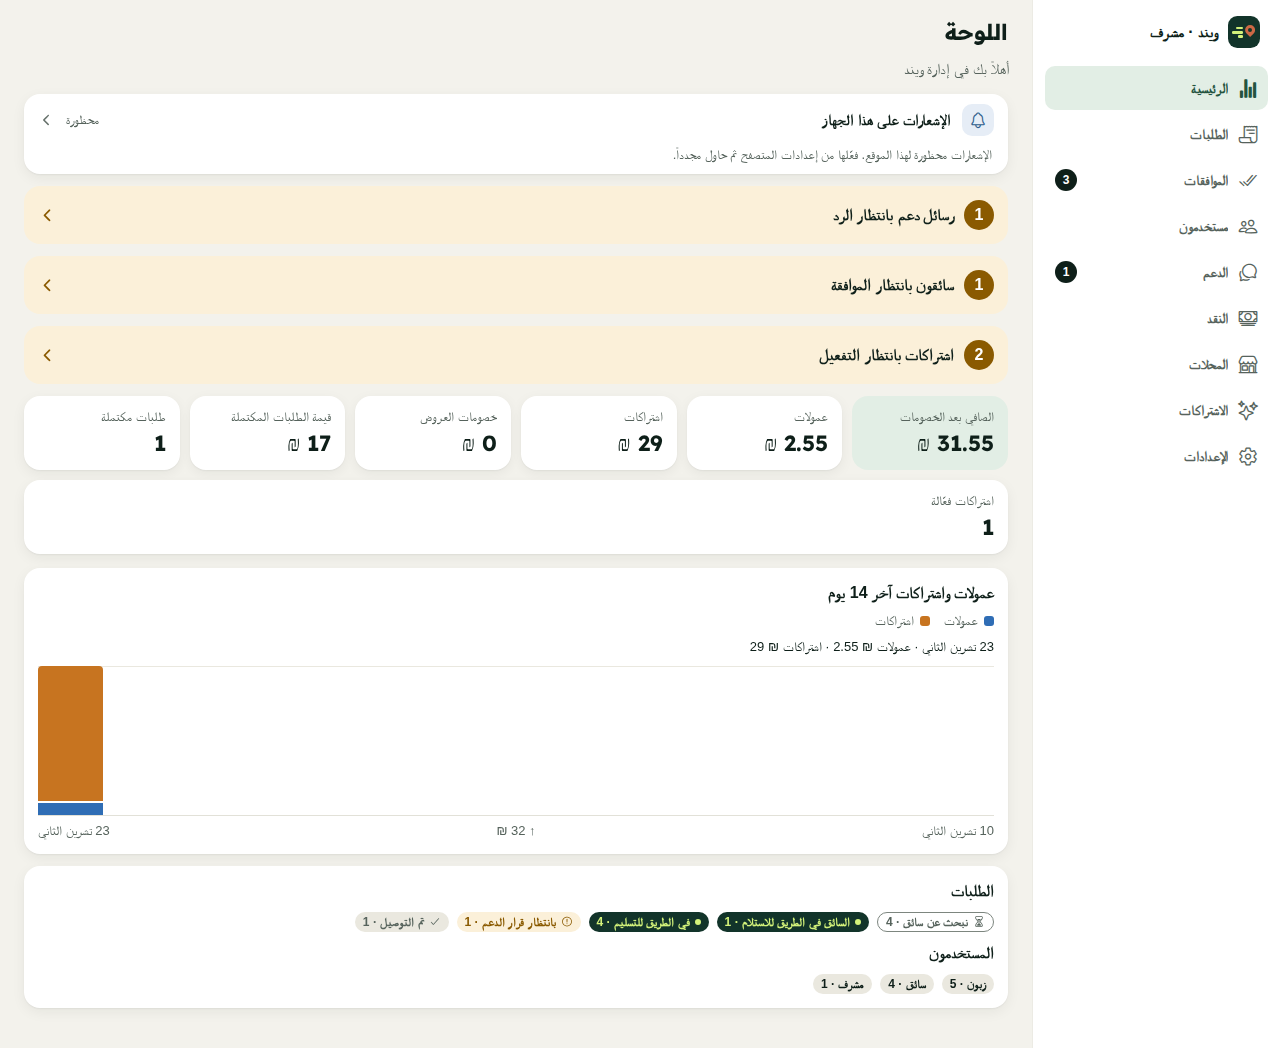 ويند · مشرف
الرئيسية
الطلبات
الموافقات 3
مستخدمون
الدعم 1
النقد
المحلات
الاشتراكات
الإعدادات
اللوحة
أهلاً بك في إدارة ويند
الإشعارات على هذا الجهاز محظورة
الإشعارات محظورة لهذا الموقع. فعّلها من إعدادات المتصفح ثم حاول مجدداً.
1 رسائل دعم بانتظار الرد
1 سائقون بانتظار الموافقة
2 اشتراكات بانتظار التفعيل
الصافي بعد الخصومات
31.55 ₪
عمولات
2.55 ₪
اشتراكات
29 ₪
خصومات العروض
0 ₪
قيمة الطلبات المكتملة
17 ₪
طلبات مكتملة
1
اشتراكات فعّالة
1
عمولات واشتراكات آخر 14 يوم
عمولات اشتراكات
23 تشرين الثاني · عمولات ₪ 2.55 · اشتراكات ₪ 29
10 تشرين الثاني ↑ 32 ₪ 23 تشرين الثاني
الطلبات
نبحث عن سائق · 4 السائق في الطريق للاستلام · 1 في الطريق للتسليم · 4 بانتظار قرار الدعم · 1 تم التوصيل · 1
المستخدمون
زبون · 5 سائق · 4 مشرف · 1